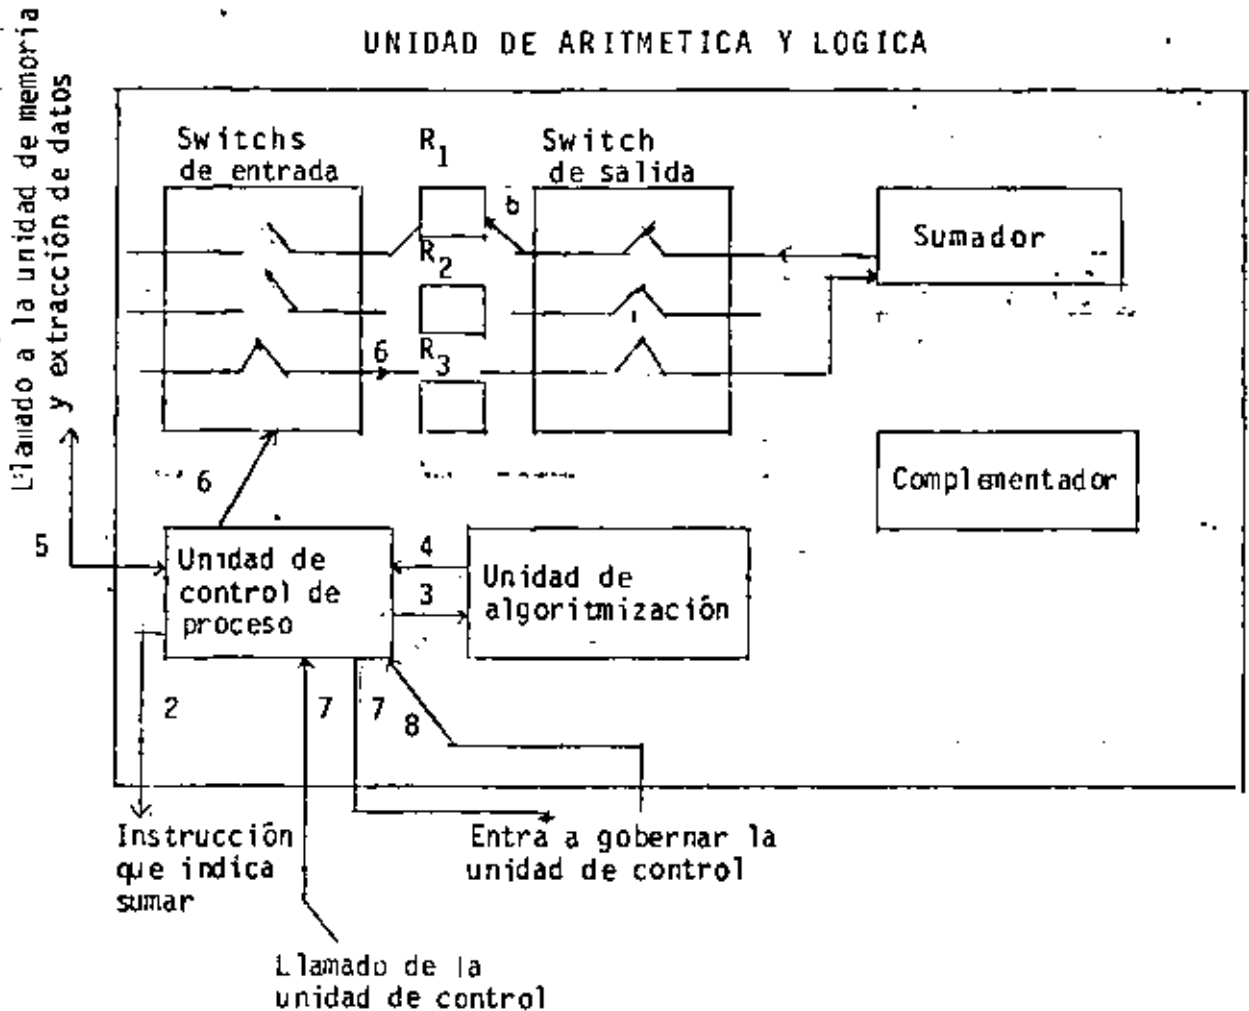 UNIDAD DE ARITMETICA Y LOGICA
Llamado a la unidad de memoria
y extracción de datos
Switchs
de entrada
R1
Switch
de salida
b
Sumador
R2
6
R3
6
Complementador
5
Unidad de
control de
proceso
4
3
Unidad de
algoritmización
2
7
7
8
Instrucción
que indica
sumar
Entra a gobernar la
unidad de control
Llamado de la
unidad de control